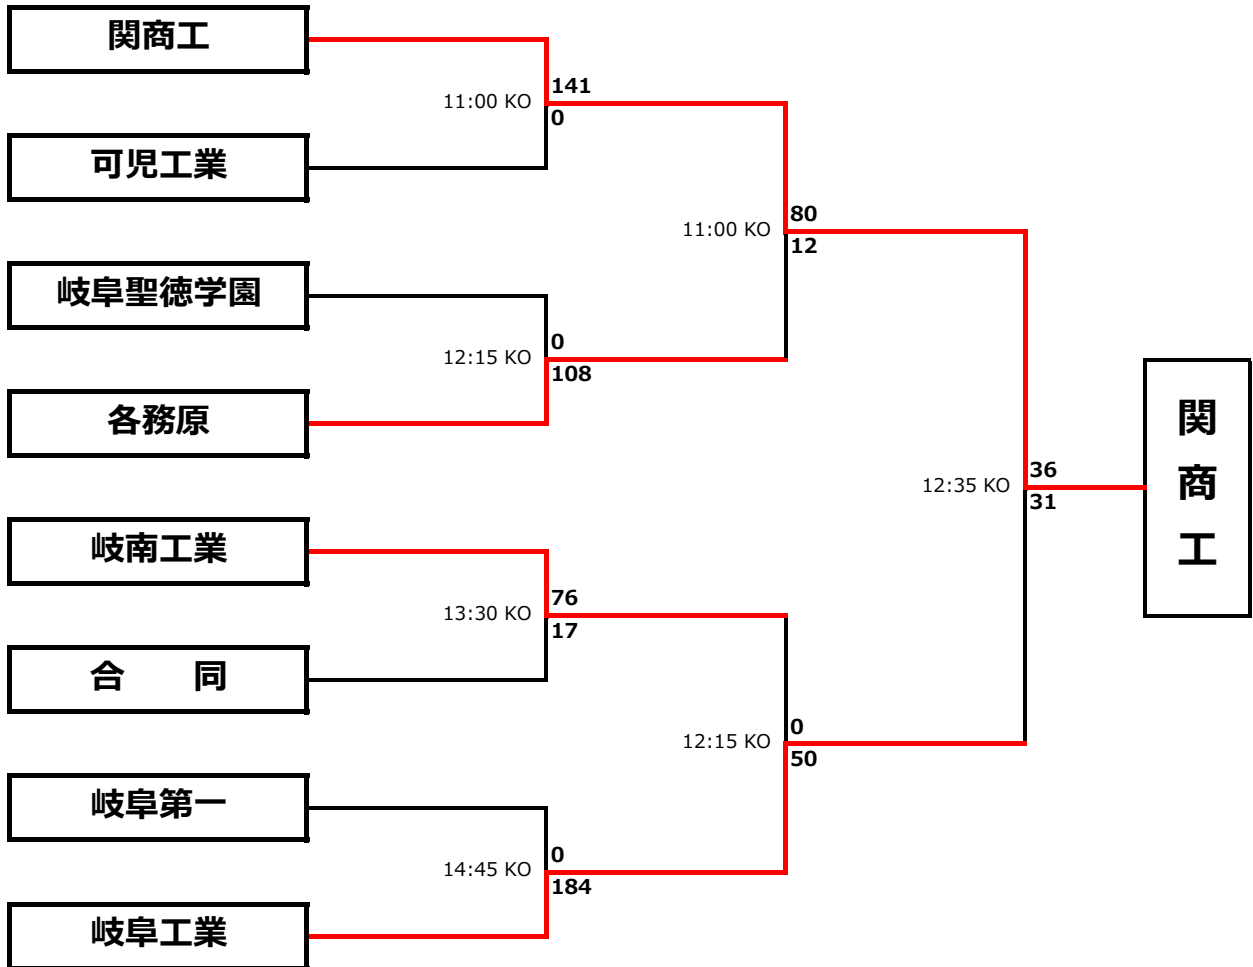 関商工
141
11:00 KO
0
可児工業
80
11:00 KO
12
岐阜聖徳学園
0
12:15 KO
108
各務原
関商工
36
12:35 KO
31
岐南工業
76
13:30 KO
17
合　同
0
12:15 KO
50
岐阜第一
0
14:45 KO
184
岐阜工業